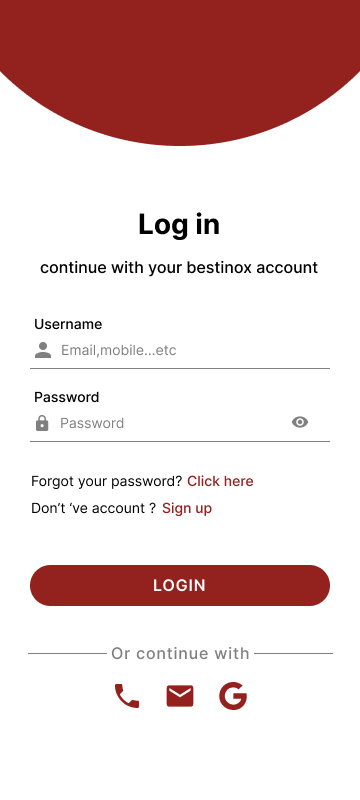 Log in
continue with your bestinox account
Username
Email,mobile...etc
Password
Password
Forgot your password? Click here
Don’t ‘ve account ? Sign up
LOGIN
Or continue with